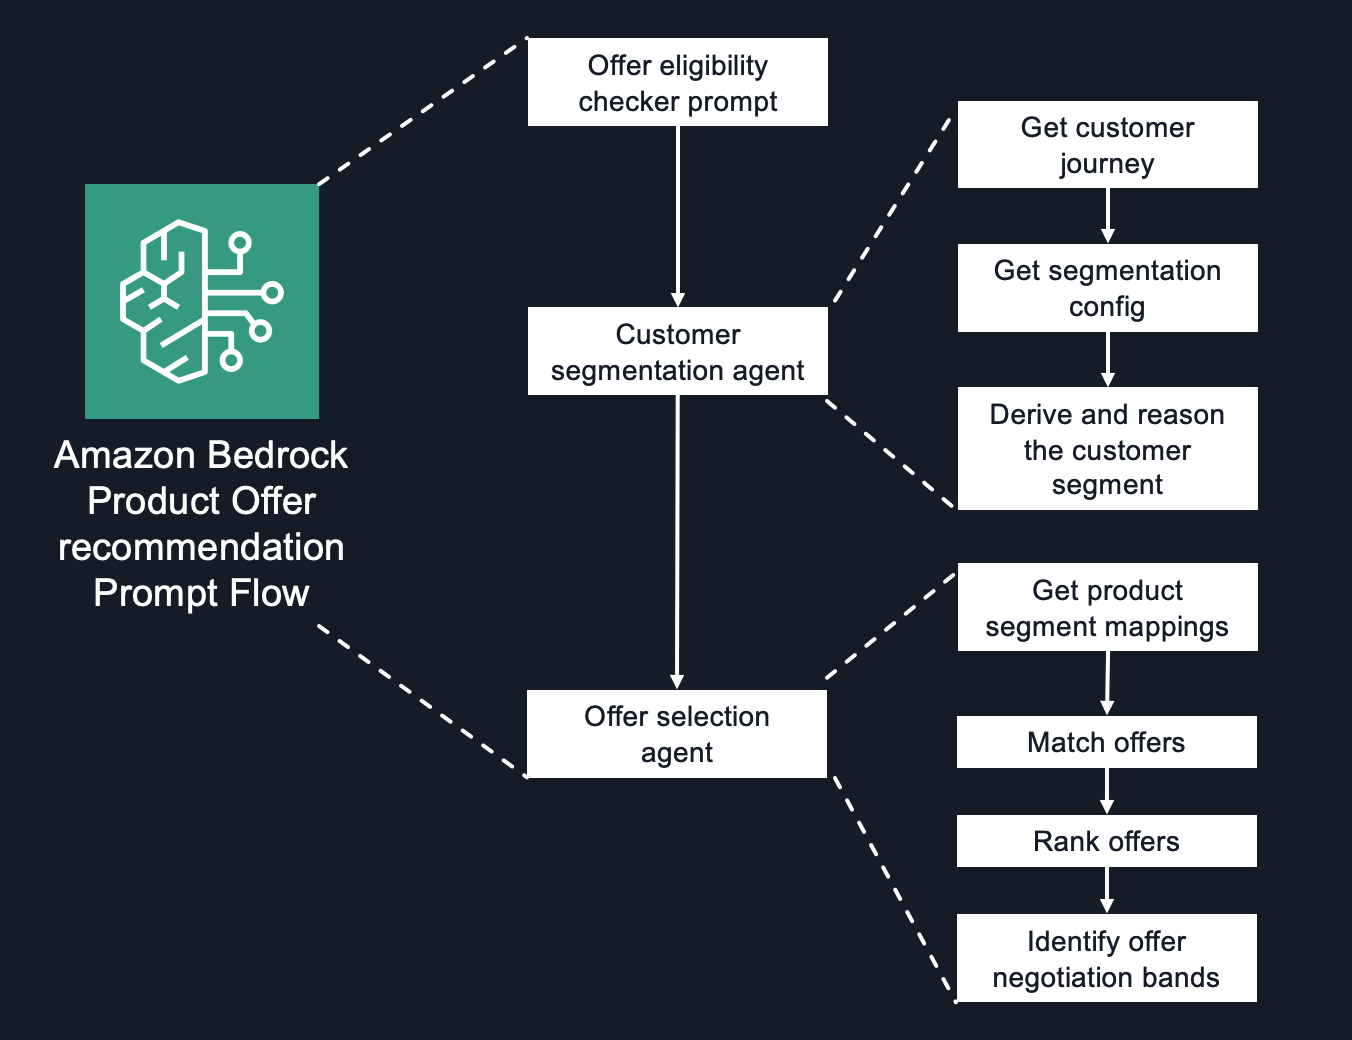 Offer eligibility
checker prompt
Get customer
journey
Get segmentation
config
Customer
segmentation agent
Derive and reason
the customer
segment
Amazon Bedrock
Product Offer
recommendation
Prompt Flow
Get product
segment mappings
Offer selection
agent
Match offers
Rank offers
Identify offer
negotiation bands